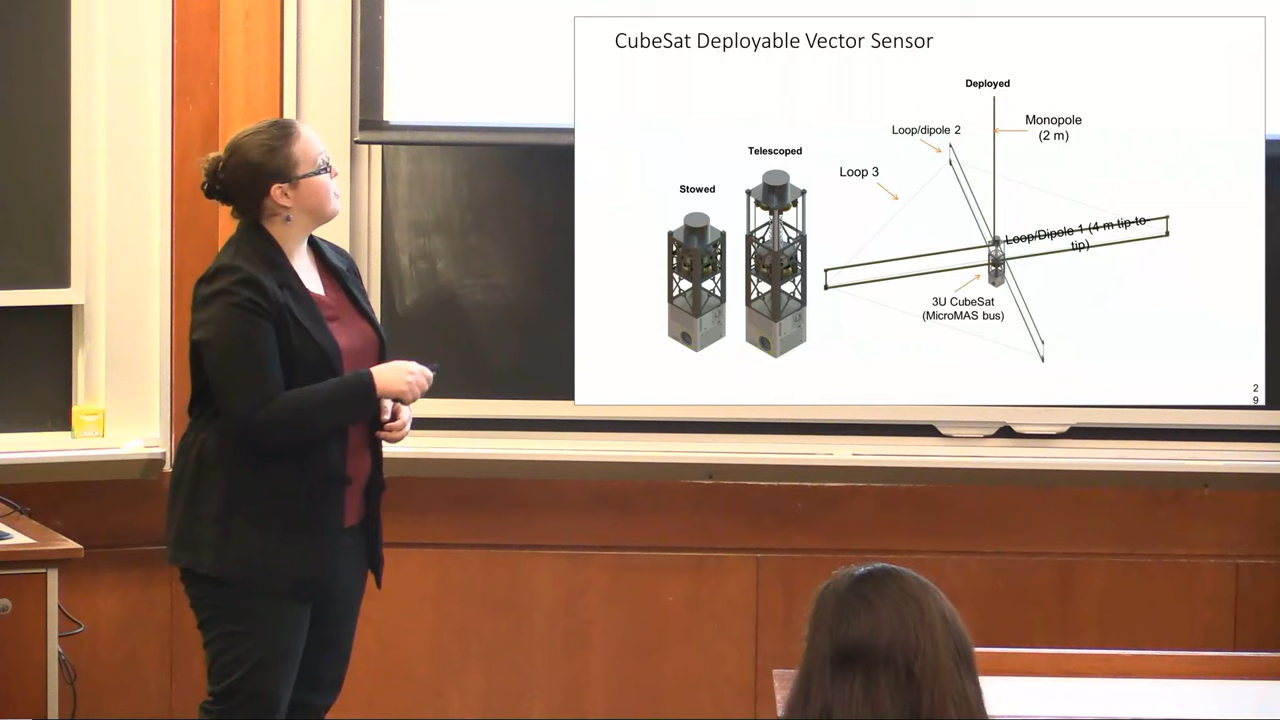 CubeSat Deployable Vector Sensor
Deployed
Loop/dipole 2
Monopole
(2 m)
Telescoped
Loop 3
Stowed
Loop/Dipole 1 (4 m tip-to-
tip)
3U CubeSat
(MicroMAS bus)
2
9